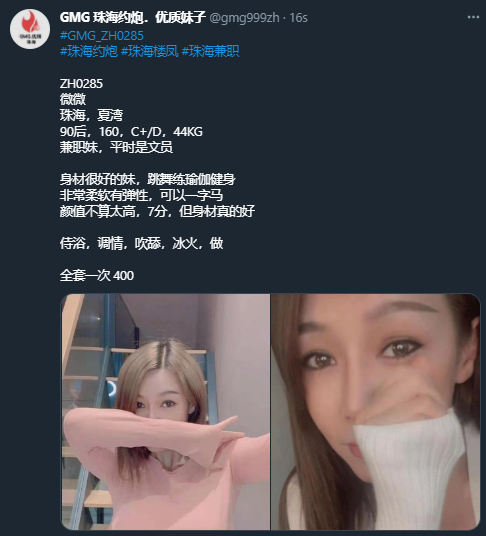 GMG 珠海约炮．优质妹子 @gmg999zh · 16s
#GMG_ZH0285
#珠海约炮 #珠海楼凤 #珠海兼职
ZH0285
微微
珠海，夏湾
90后，160，C+/D，44KG
兼职妹，平时是文员
身材很好的妹，跳舞练瑜伽健身
非常柔软有弹性，可以一字马
颜值不算太高，7分，但身材真的好
侍浴，调情，吹舔，冰火，做
全套一次 400